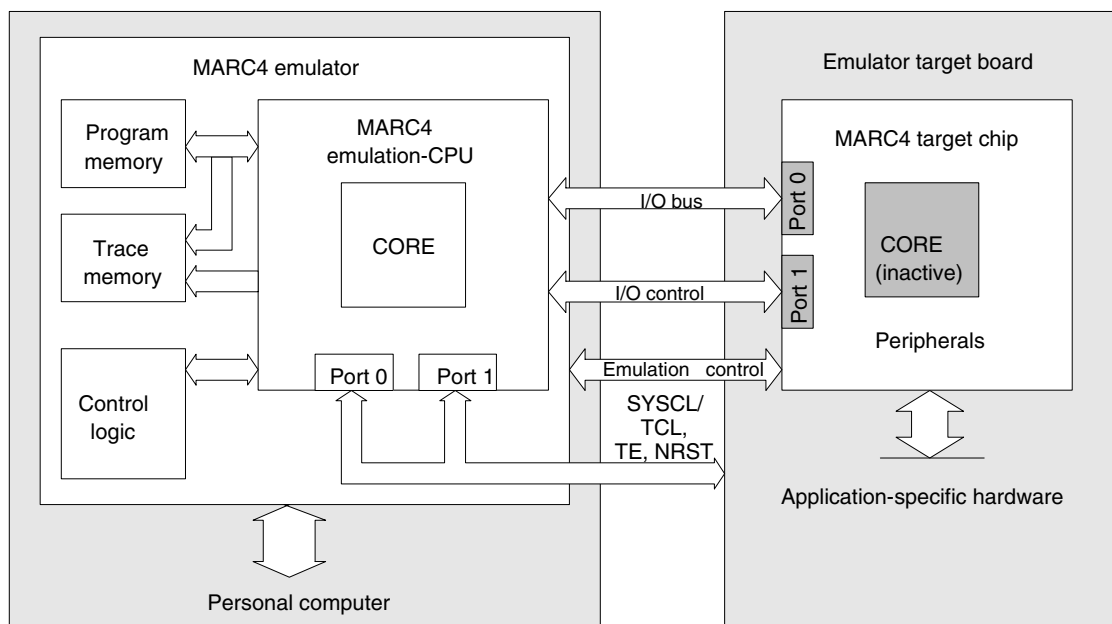 MARC4 emulator
Program
memory
Trace
memory
Control
logic
MARC4
emulation-CPU
CORE
Port 0
Port 1
Personal computer
I/O bus
I/O control
Emulation control
SYSCL/
TCL,
TE, NRST
Emulator target board
MARC4 target chip
Port 0
Port 1
CORE
(inactive)
Peripherals
Application-specific hardware